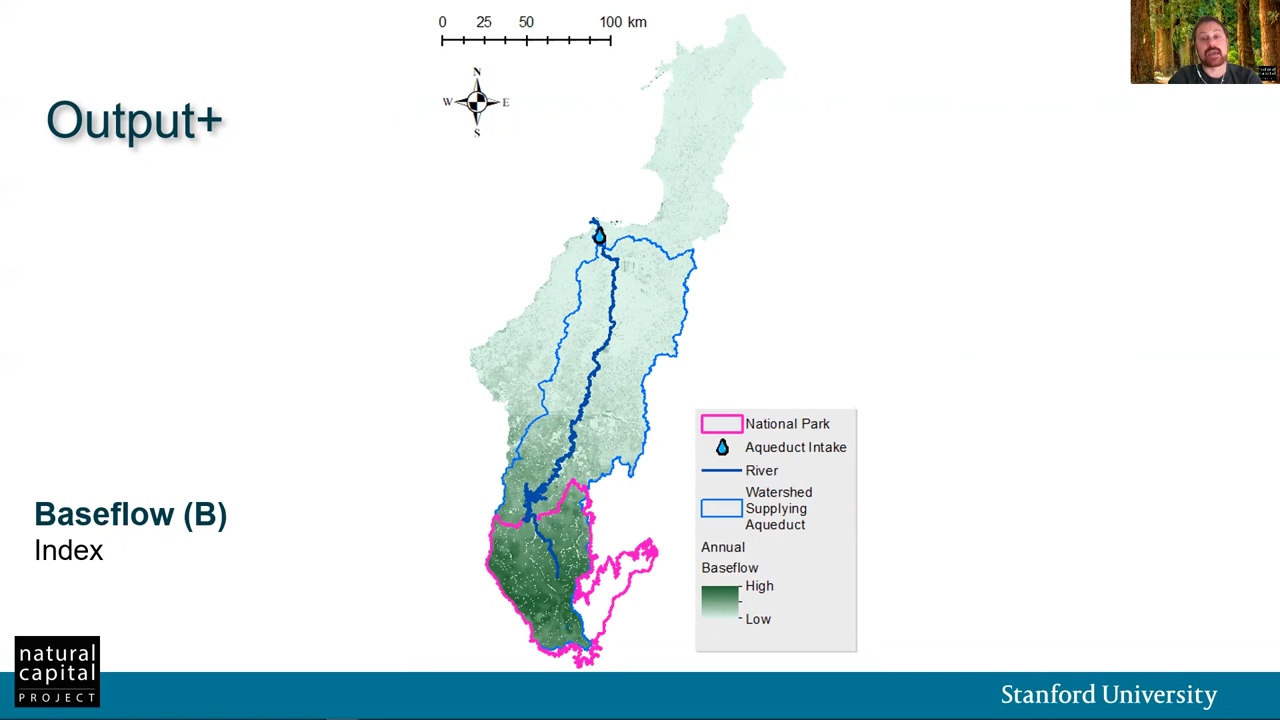 0 25 50 100 km
N
W E
S
Output+
National Park
Aqueduct Intake
River
Watershed
Supplying
Aqueduct
Annual
Baseflow
High
Low
Baseflow (B)
Index
natural
capital
PROJECT
Stanford University